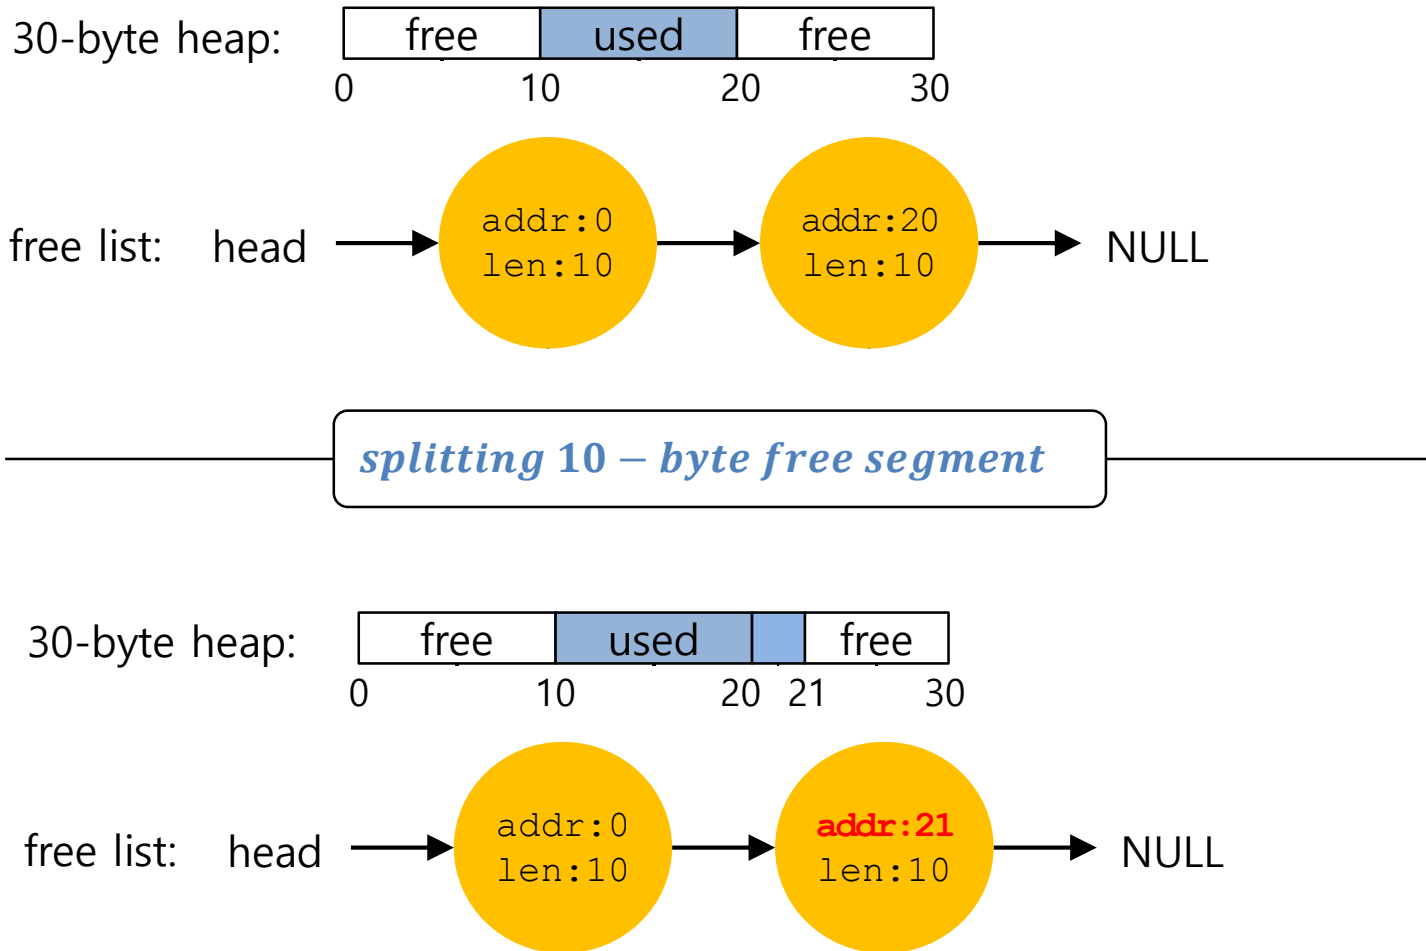 30-byte heap: free used free
0 10 20 30
free list: head addr:0 len:10 addr:20 len:10 NULL
splitting 10 – byte free segment
30-byte heap: free used free
0 10 20 21 30
free list: head addr:0 len:10 addr:21 len:10 NULL